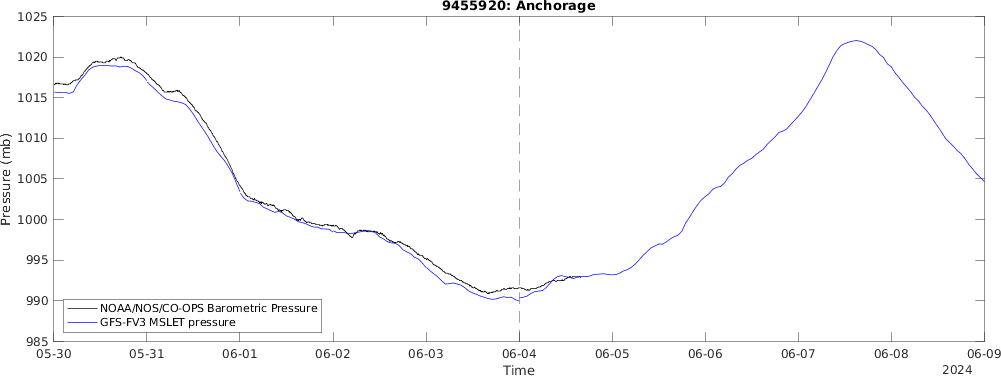 9455920: Anchorage
1025
1020
1015
1010
1005
1000
995
990
985
Pressure (mb)
NOAA/NOS/CO-OPS Barometric Pressure
GFS-FV3 MSLET pressure
05-30 05-31 06-01 06-02 06-03 06-04 06-05 06-06 06-07 06-08 06-09
Time
2024